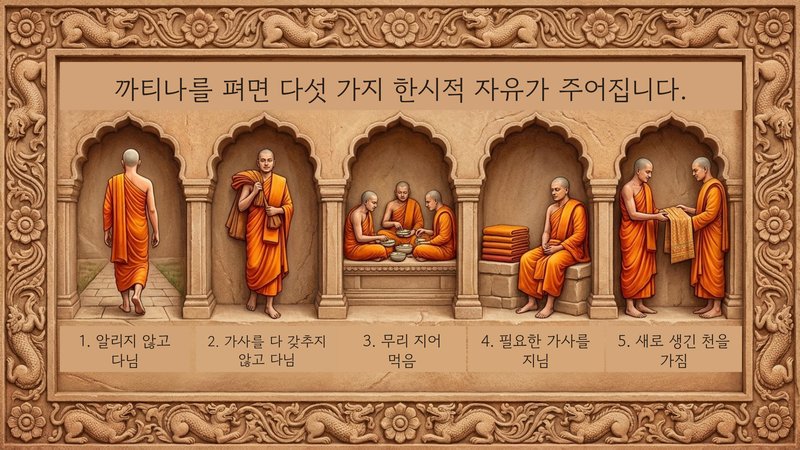 까티나를 펴면 다섯 가지 한시적 자유가 주어집니다.
1. 알리지 않고
다님
2. 가사를 다 갖추지
않고 다님
3. 무리 지어
먹음
4. 필요한 가사를
지님
5. 새로 생긴 천을
가짐